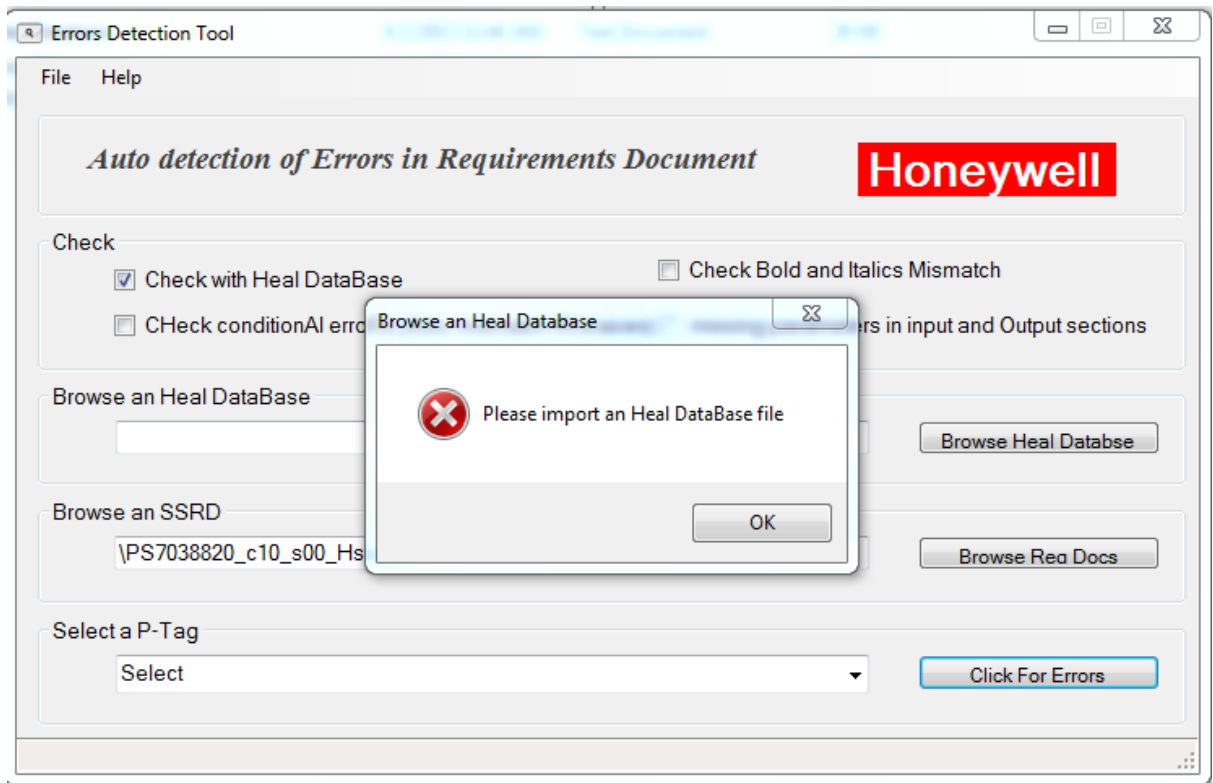 Errors Detection Tool
File Help
Auto detection of Errors in Requirements Document
Honeywell
Check
Check with Heal DataBase
Check Bold and Italics Mismatch
CHeck conditionAl erro
rs in input and Output sections
Browse an Heal Database
Please import an Heal DataBase file
OK
Browse an Heal DataBase
Browse Heal Databse
Browse an SSRD
\PS7038820_c10_s00_Hs
Browse Req Docs
Select a P-Tag
Select
Click For Errors